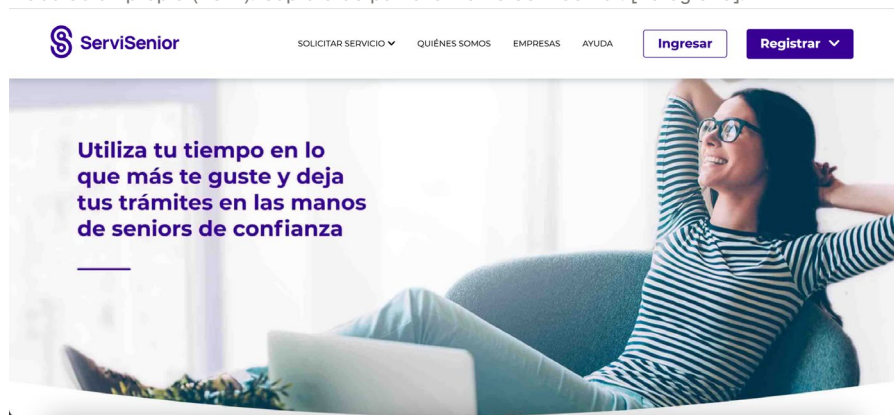 ServiSenior
SOLICITAR SERVICIO QUIÉNES SOMOS EMPRESAS AYUDA Ingresar Registrar
Utiliza tu tiempo en lo
que más te guste y deja
tus trámites en las manos
de seniors de confianza